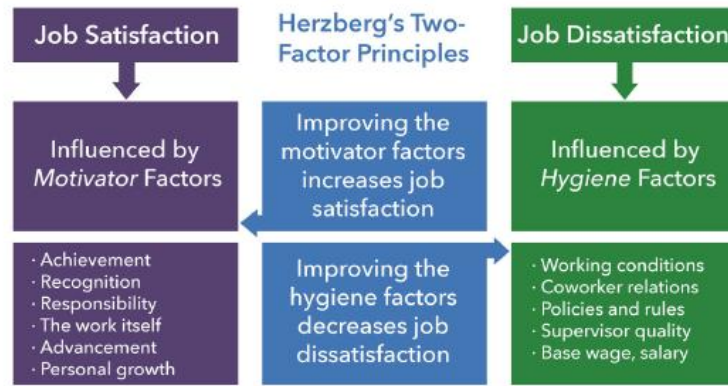 Job Satisfaction
Herzberg's Two-
Factor Principles
Job Dissatisfaction
Influenced by
Motivator Factors
Improving the
motivator factors
increases job
satisfaction
Influenced by
Hygiene Factors
· Achievement
· Recognition
· Responsibility
· The work itself
· Advancement
· Personal growth
Improving the
hygiene factors
decreases job
dissatisfaction
· Working conditions
· Coworker relations
· Policies and rules
· Supervisor quality
· Base wage, salary